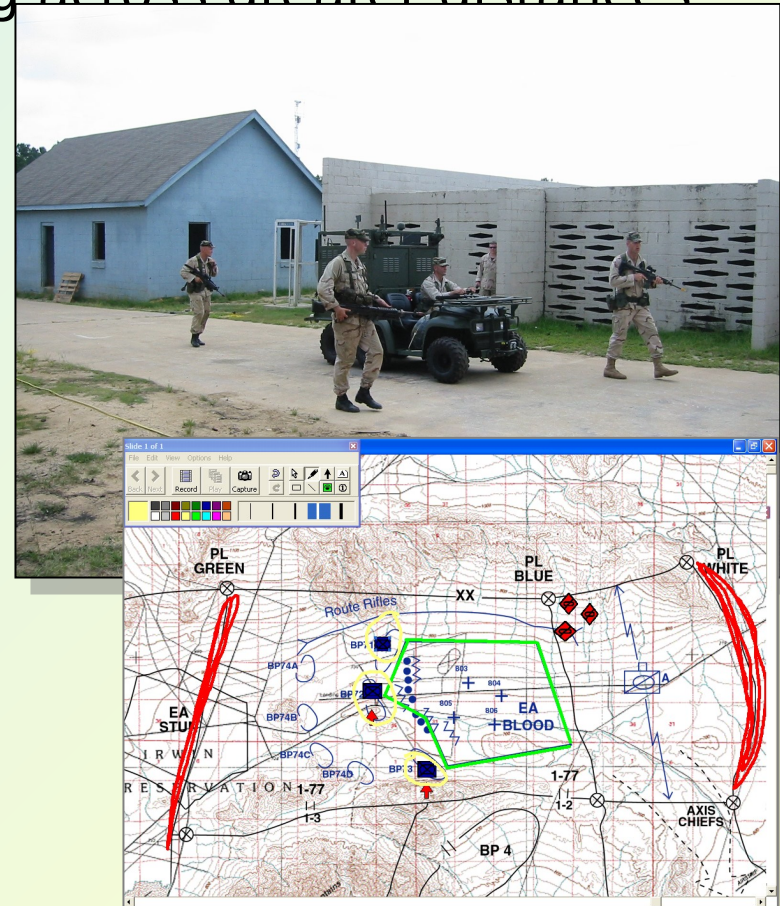 Slide 1 of 1
File Edit View Options Help
Back Next Record Play Capture
PL
GREEN
PL
BLUE
PL
WHITE
XX
Route Rifles
BP74A
803
804
805
806
A
EA
BLOOD
BP74B
EA
IRWIN
BP74C
BP74D
RESERVATION
1-77
1-3
1-77
1-2
AXIS
CHIEFS
BP 4